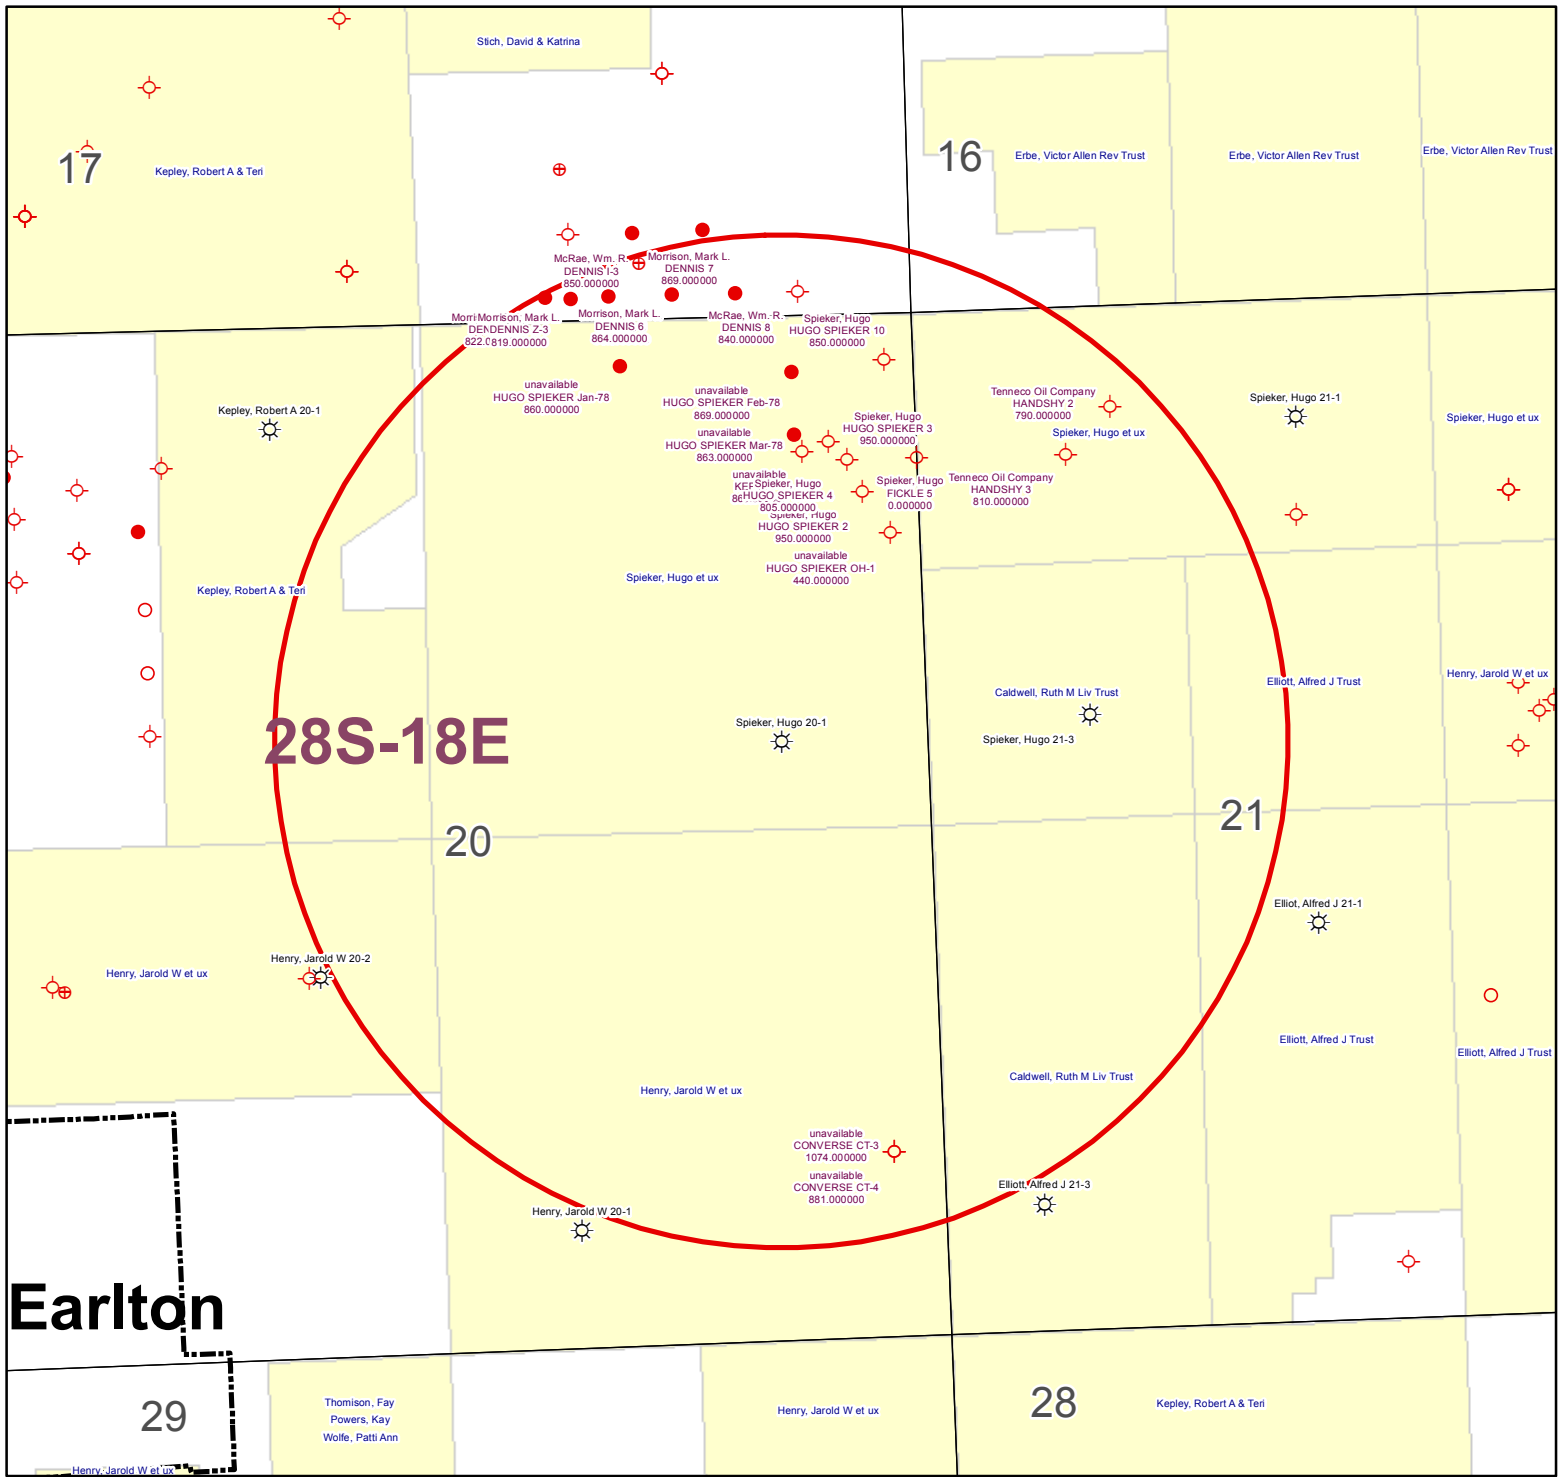 Stich, David & Katrina
17
Kepley, Robert A & Teri
16
Erbe, Victor Allen Rev Trust
Erbe, Victor Allen Rev Trust
Erbe, Victor Allen Rev Trust
McRae, Wm. R.
DENNIS I-3
850.000000
Morrison, Mark L.
DENNIS 7
869.000000
Morrison, Mark L.
DENNIS Z-3
819.000000
Morrison, Mark L.
DENNIS 6
864.000000
McRae, Wm. R.
DENNIS 8
840.000000
Spieker, Hugo
HUGO SPIEKER 10
850.000000
unavailable
HUGO SPIEKER Jan-78
860.000000
unavailable
HUGO SPIEKER Feb-78
869.000000
unavailable
HUGO SPIEKER Mar-78
863.000000
Spieker, Hugo
HUGO SPIEKER 3
950.000000
Tenneco Oil Company
HANDSHY 2
790.000000
Spieker, Hugo et ux
Spieker, Hugo 21-1
Spieker, Hugo et ux
Kepley, Robert A 20-1
unavailable
Spieker, Hugo
HUGO SPIEKER 4
805.000000
Spieker, Hugo
HUGO SPIEKER 2
950.000000
Spieker, Hugo
FICKLE 5
0.000000
Tenneco Oil Company
HANDSHY 3
810.000000
unavailable
HUGO SPIEKER OH-1
440.000000
Spieker, Hugo et ux
Kepley, Robert A & Teri
Caldwell, Ruth M Liv Trust
Elliott, Alfred J Trust
Henry, Jarold W et ux
28S-18E
Spieker, Hugo 20-1
Spieker, Hugo 21-3
20
21
Elliot, Alfred J 21-1
Henry, Jarold W et ux
Henry, Jarold W 20-2
Henry, Jarold W et ux
Caldwell, Ruth M Liv Trust
Elliott, Alfred J Trust
Elliott, Alfred J Trust
unavailable
CONVERSE CT-3
1074.000000
unavailable
CONVERSE CT-4
881.000000
Elliott, Alfred J 21-3
Henry, Jarold W 20-1
Earlton
29
Thomison, Fay
Powers, Kay
Wolfe, Patti Ann
Henry, Jarold W et ux
28
Kepley, Robert A & Teri
Henry, Jarold W et ux